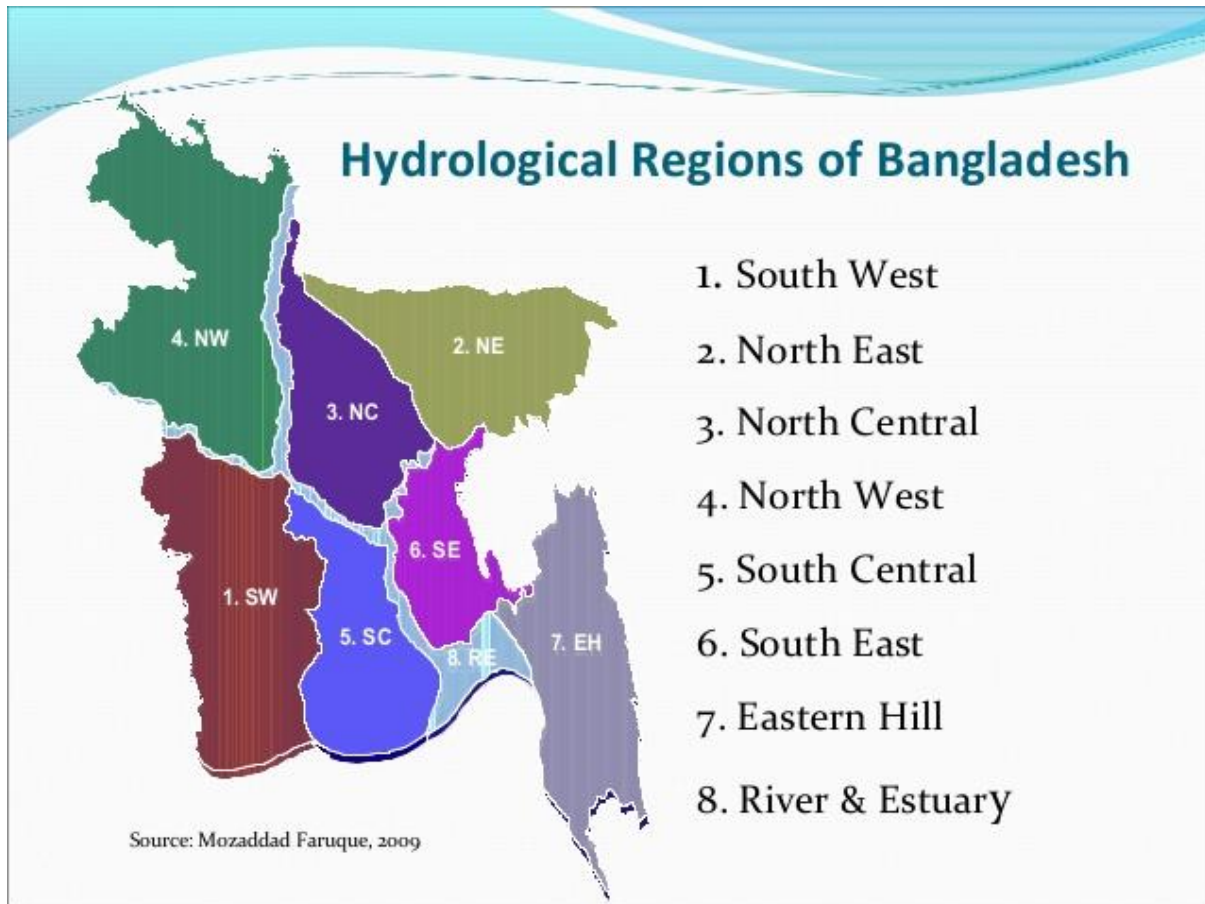 Hydrological Regions of Bangladesh
4. NW
2. NE
3. NC
6. SE
1. SW
5. SC
8. RE
7. EH
1. South West
2. North East
3. North Central
4. North West
5. South Central
6. South East
7. Eastern Hill
8. River & Estuary
Source: Mozaddad Faruque, 2009